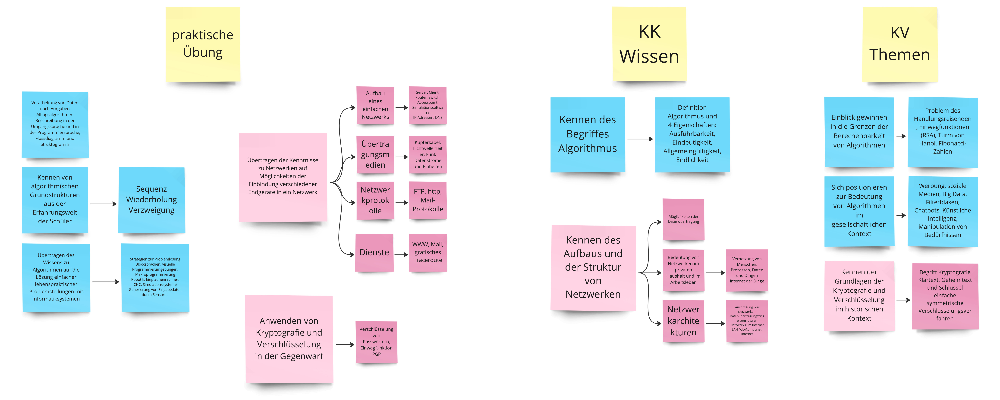 praktische
Übung
Verarbeitung von Daten
nach Vorgaben
Alltagsalgorithmen
Beschreibung in der
Umgangssprache und in
der Programmiersprache,
Flussdiagramm und
Struktogramm
Kennen von
algorithmischen
Grundstrukturen
aus der
Erfahrungswelt
der Schüler
Sequenz
Wiederholung
Verzweigung
Übertragen des
Wissens zu
Algorithmen auf die
Lösung einfacher
lebenspraktischer
Problemstellungen mit
Informatiksystemen
Strategien zur Problemlösung
Blocksprachen, visuelle
Programmierumgebungen,
Makroprogrammierung
Robotik, Einplatinenrechner,
CNC, Simulationssysteme
Generierung von Eingabedaten
durch Sensoren
Übertragen der Kenntnisse
zu Netzwerken auf
Möglichkeiten der
Einbindung verschiedener
Endgeräte in ein Netzwerk
Aufbau
eines
einfachen
Netzwerks
Server, Client,
Router, Switch,
Accesspoint,
Simulationssoftwa
re
IP-Adressen, DNS
Übertra
gungsm
edien
Kupferkabel,
Lichtwellenleit
er, Funk
Datenströme
und Einheiten
Netzwer
kprotok
olle
FTP, http,
Mail-
Protokolle
Dienste
WWW, Mail,
grafisches
Traceroute
Anwenden von
Kryptografie und
Verschlüsselung
in der Gegenwart
Verschlüsselung
von
Passwörtern,
Einwegfunktion
PGP
KK
Wissen
Kennen des
Begriffes
Algorithmus
Definition
Algorithmus und
4 Eigenschaften:
Ausführbarkeit,
Eindeutigkeit,
Allgemeingültigkeit,
Endlichkeit
Kennen des
Aufbaus und
der Struktur
von
Netzwerken
Möglichkeiten der
Datenübertragung
Bedeutung von
Netzwerken im
privaten
Haushalt und im
Arbeitsleben
Vernetzung von
Menschen,
Prozessen, Daten
und Dingen
Internet der Dinge
Netzwer
karchite
kturen
Ausbreitung von
Netzwerken,
Datenübertragungsweg
e vom lokalen
Netzwerk zum Internet
LAN, WLAN, Intranet,
Internet
KV
Themen
Einblick gewinnen
in die Grenzen der
Berechenbarkeit
von Algorithmen
Problem des
Handlungsreisenden
, Einwegfunktionen
(RSA), Turm von
Hanoi, Fibonacci-
Zahlen
Sich positionieren
zur Bedeutung
von Algorithmen
im
gesellschaftlichen
Kontext
Werbung, soziale
Medien, Big Data,
Filterblasen,
Chatbots, Künstliche
Intelligenz,
Manipulation von
Bedürfnissen
Kennen der
Grundlagen der
Kryptografie und
Verschlüsselung
im historischen
Kontext
Begriff Kryptografie
Klartext, Geheimtext
und Schlüssel
einfache
symmetrische
Verschlüsselungsver
fahren